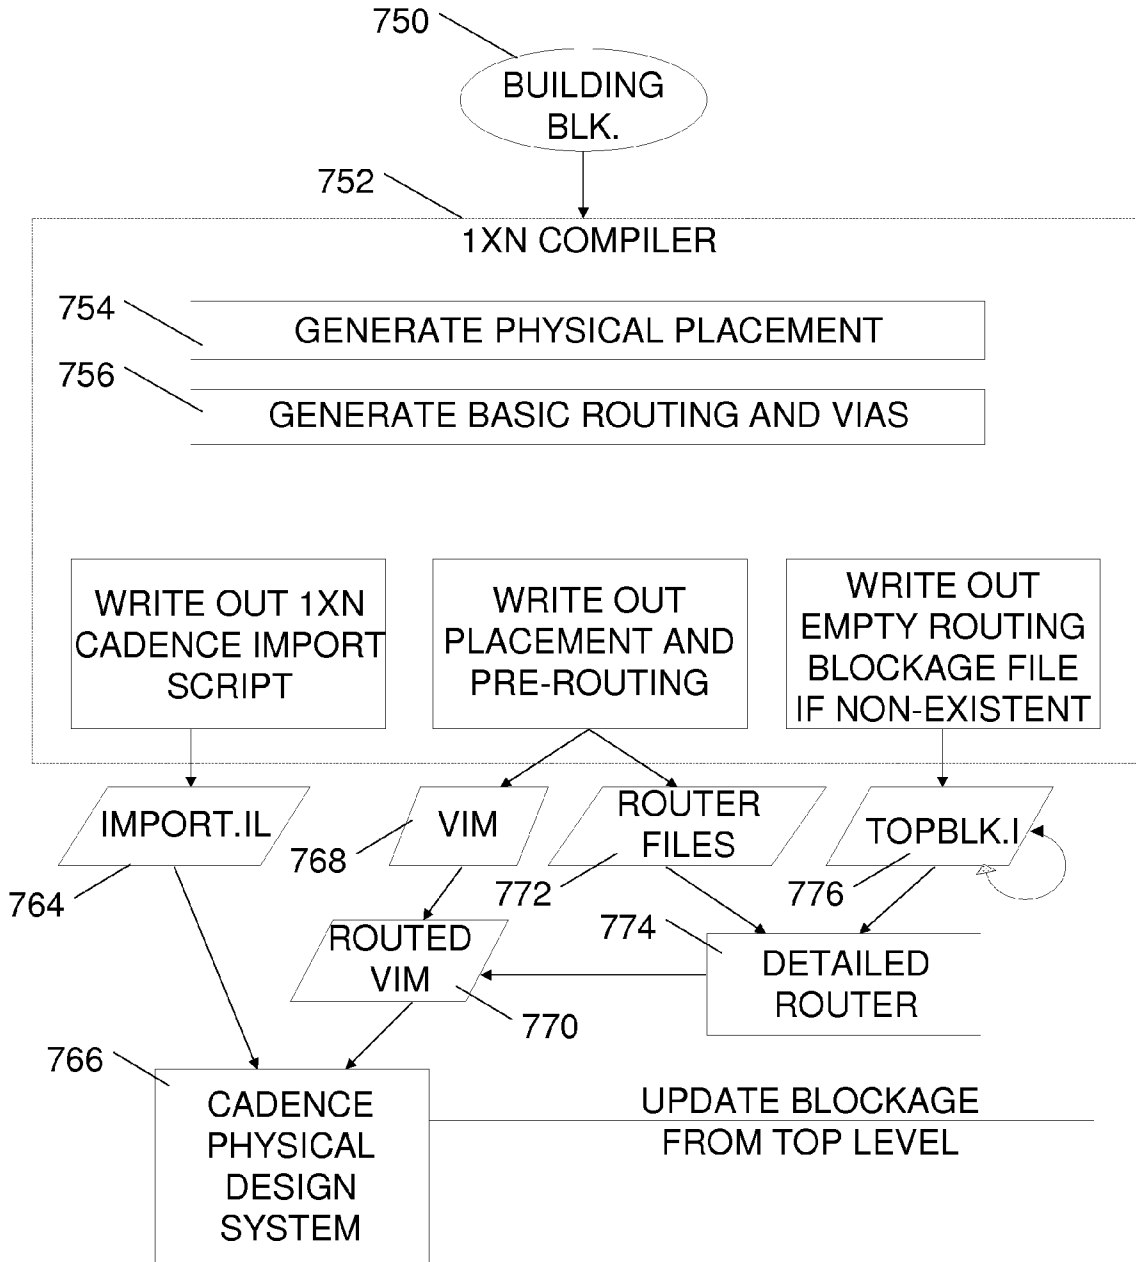 750
BUILDING
BLK.
752
1XN COMPILER
754
GENERATE PHYSICAL PLACEMENT
756
GENERATE BASIC ROUTING AND VIAS
WRITE OUT 1XN
CADENCE IMPORT
SCRIPT
WRITE OUT
PLACEMENT AND
PRE-ROUTING
WRITE OUT
EMPTY ROUTING
BLOCKAGE FILE
IF NON-EXISTENT
IMPORT.IL
764
VIM
768
ROUTER
FILES
772
TOPBLK.I
776
ROUTED
VIM
770
774
DETAILED
ROUTER
766
CADENCE
PHYSICAL
DESIGN
SYSTEM
UPDATE BLOCKAGE
FROM TOP LEVEL